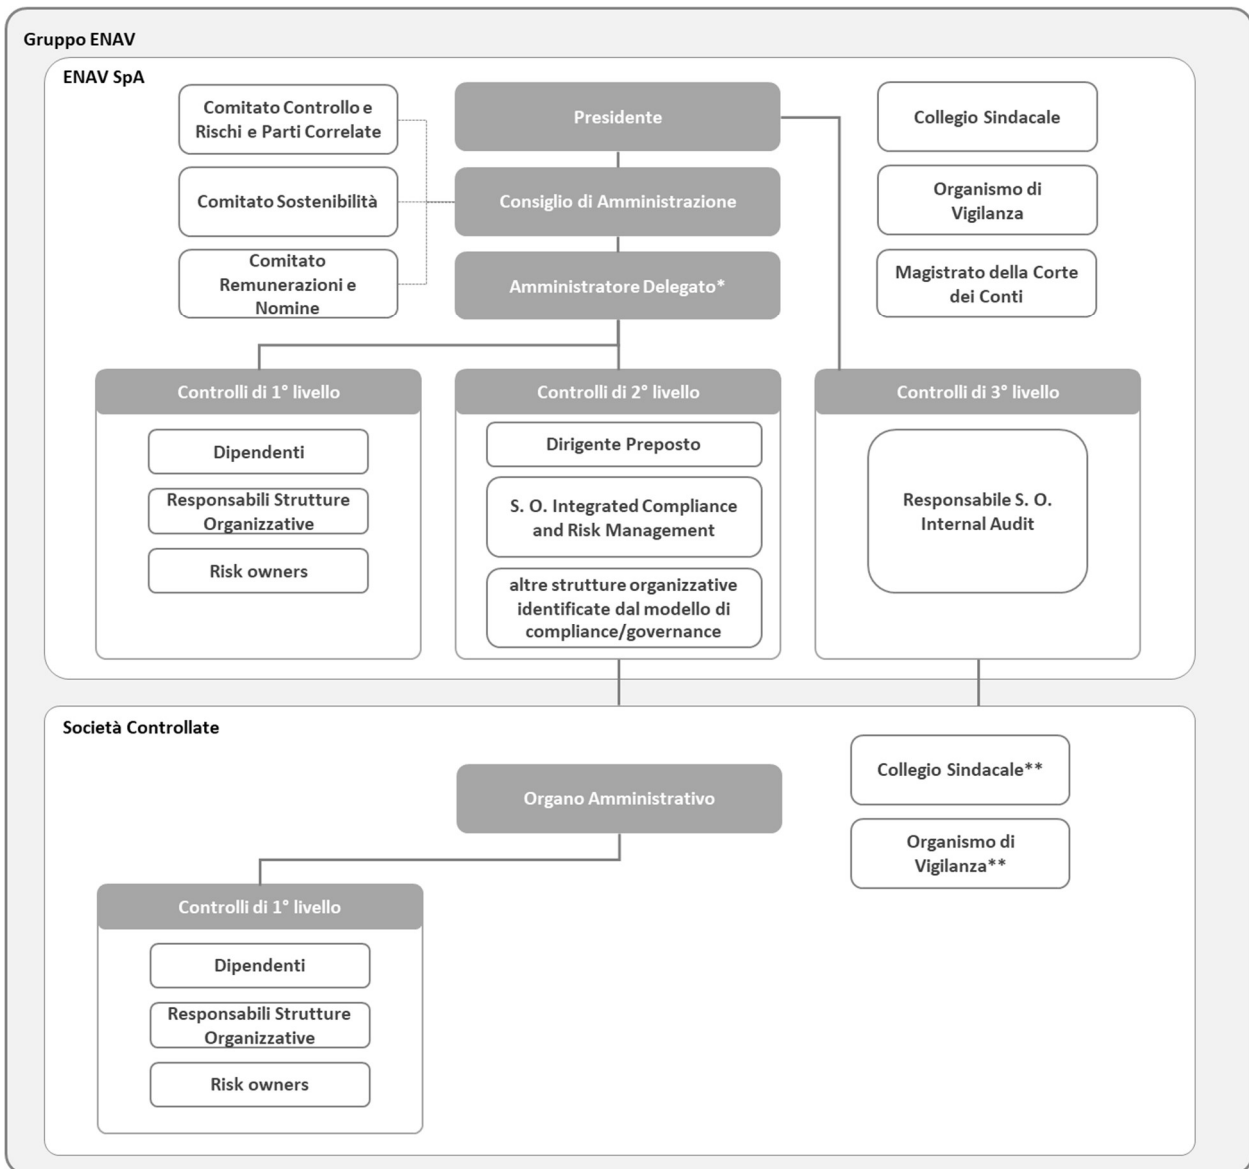 Gruppo ENAV
ENAV SpA
Comitato Controllo e
Rischi e Parti Correlate
Comitato Sostenibilità
Comitato
Remunerazioni e
Nomine
Presidente
Consiglio di Amministrazione
Amministratore Delegato*
Collegio Sindacale
Organismo di
Vigilanza
Magistrato della Corte
dei Conti
Controlli di 1° livello
Dipendenti
Responsabili Strutture
Organizzative
Risk owners
Controlli di 2° livello
Dirigente Preposto
S. O. Integrated Compliance
and Risk Management
altre strutture organizzative
identificate dal modello di
compliance/governance
Controlli di 3° livello
Responsabile S. O.
Internal Audit
Società Controllate
Organo Amministrativo
Collegio Sindacale**
Organismo di
Vigilanza**
Controlli di 1° livello
Dipendenti
Responsabili Strutture
Organizzative
Risk owners